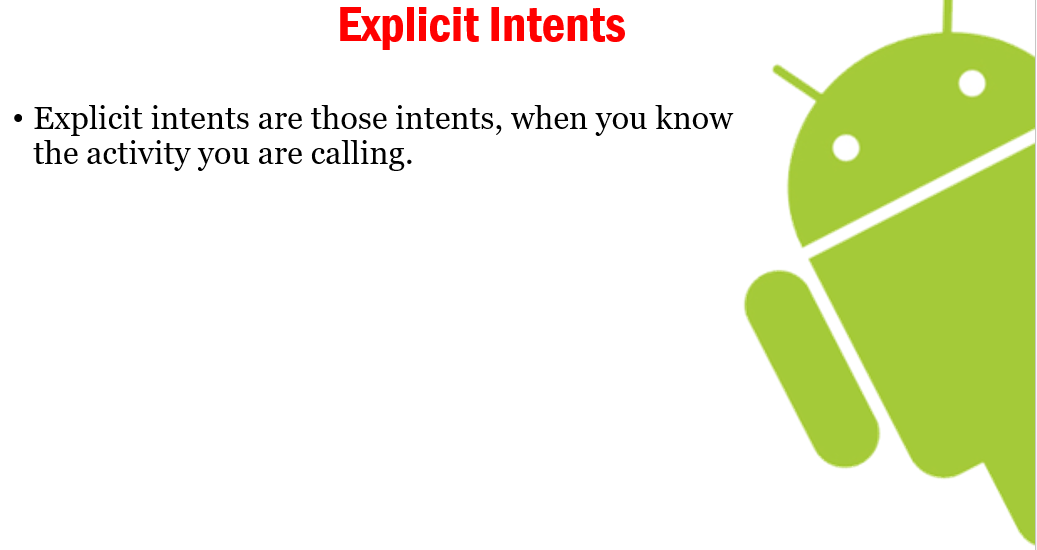 Explicit Intents
• Explicit intents are those intents, when you know
the activity you are calling.